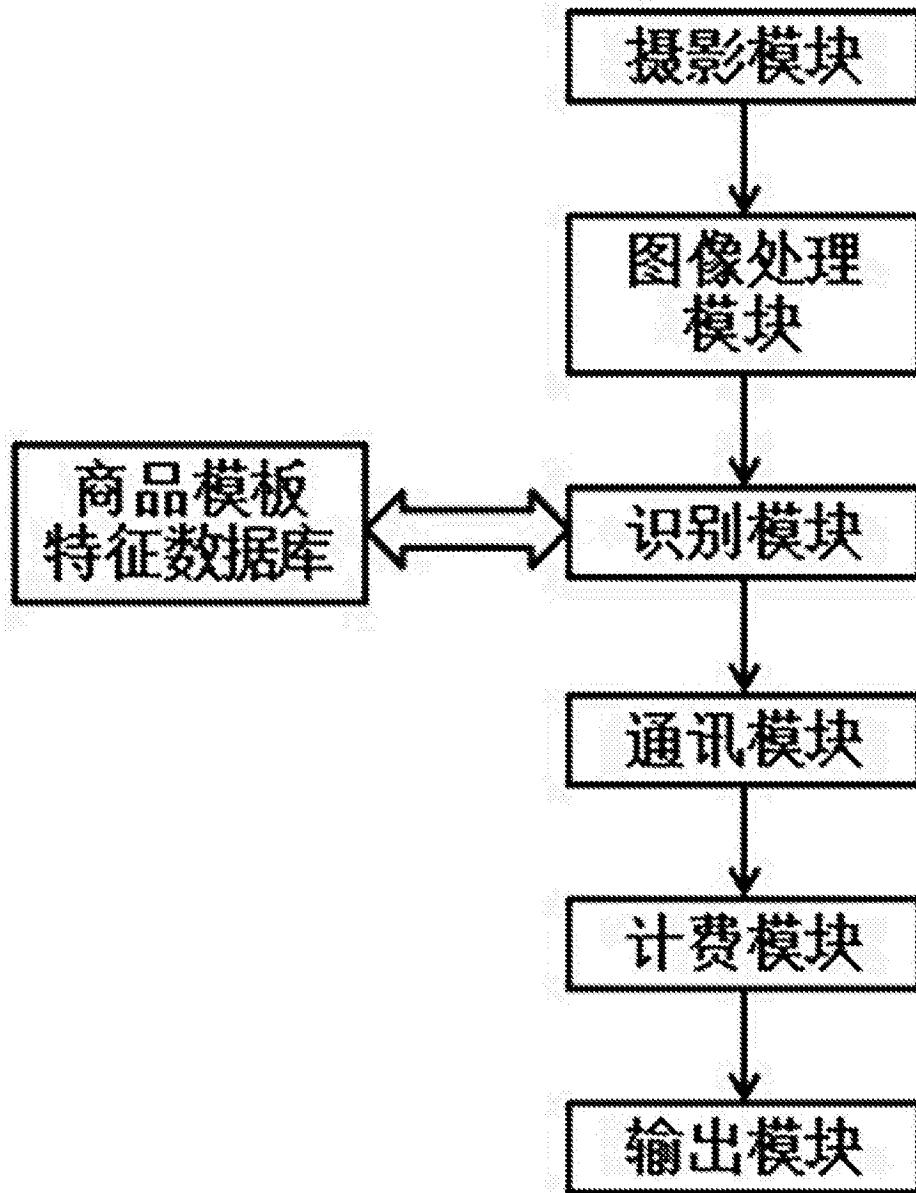 摄影模块
图像处理
模块
商品模板
特征数据库
识别模块
通讯模块
计费模块
输出模块